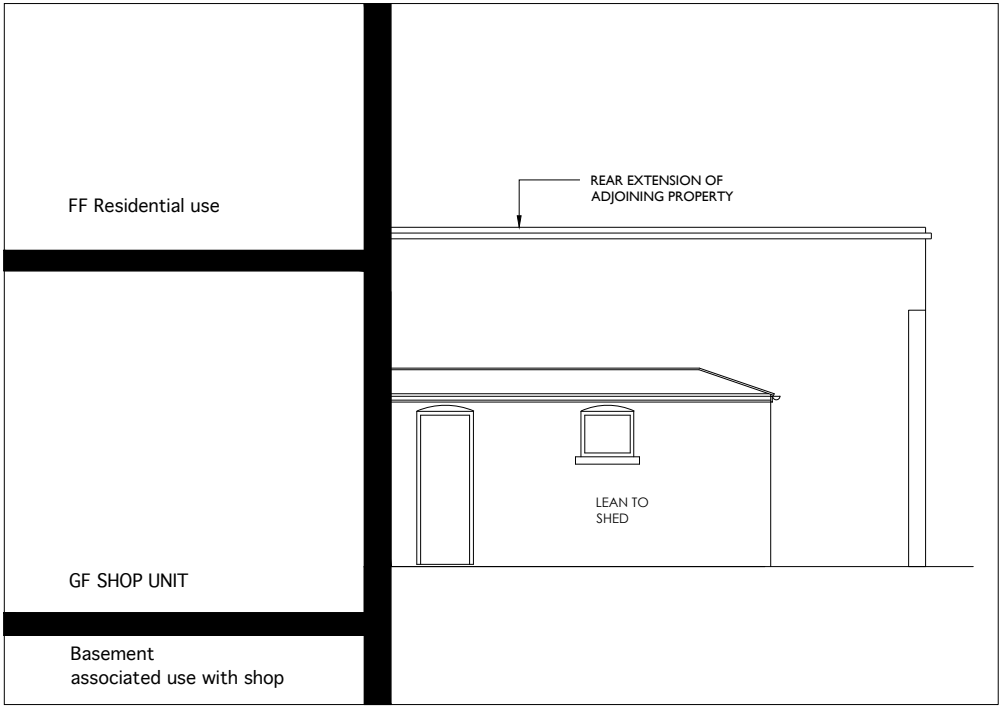 FF Residential use
REAR EXTENSION OF
ADJOINING PROPERTY
LEAN TO
SHED
GF SHOP UNIT
Basement
associated use with shop